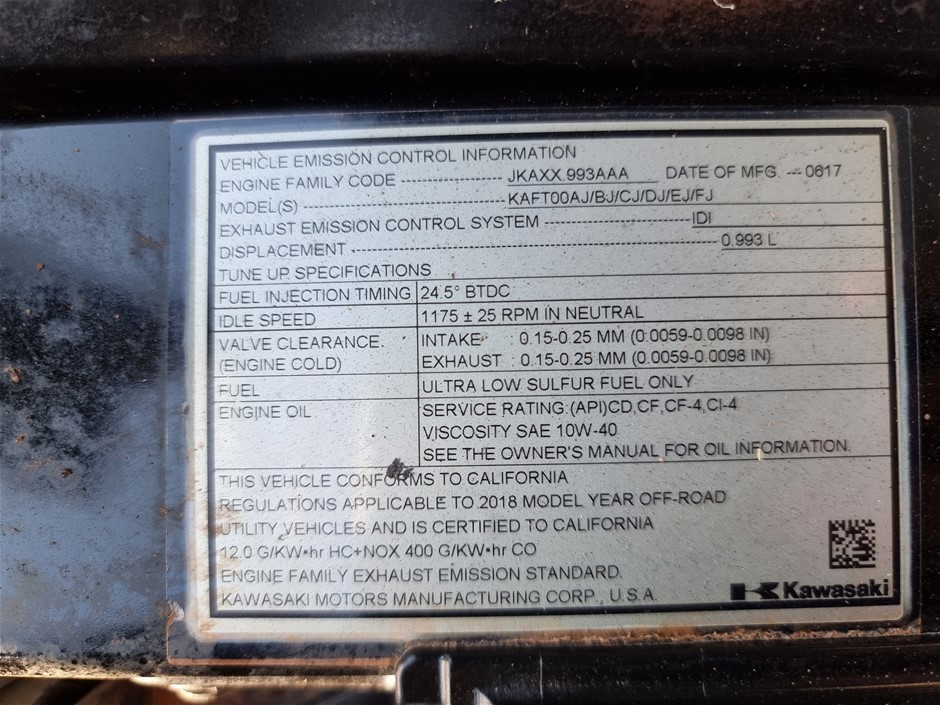 VEHICLE EMISSION CONTROL INFORMATION
ENGINE FAMILY CODE --------------- JKAXX.993AAA DATE OF MFG. --- 0617
MODEL(S) ------------------------------ KAFT00AJ/BJ/CJ/DJ/EJ/FJ
EXHAUST EMISSION CONTROL SYSTEM ---------------------- IDI
DISPLACEMENT ------------------------------------------------------- 0.993 L
TUNE UP SPECIFICATIONS
FUEL INJECTION TIMING 24.5° BTDC
IDLE SPEED 1175 ± 25 RPM IN NEUTRAL
VALVE CLEARANCE. INTAKE : 0.15-0.25 MM (0.0059-0.0098 IN)
(ENGINE COLD) EXHAUST : 0.15-0.25 MM (0.0059-0.0098 IN)
FUEL ULTRA LOW SULFUR FUEL ONLY
ENGINE OIL SERVICE RATING:(API)CD,CF,CF-4,CI-4
VISCOSITY SAE 10W-40
SEE THE OWNER'S MANUAL FOR OIL INFORMATION.
THIS VEHICLE CONFORMS TO CALIFORNIA
REGULATIONS APPLICABLE TO 2018 MODEL YEAR OFF-ROAD
UTILITY VEHICLES AND IS CERTIFIED TO CALIFORNIA
12.0 G/KW•hr HC+NOX 400 G/KW•hr CO
ENGINE FAMILY EXHAUST EMISSION STANDARD.
KAWASAKI MOTORS MANUFACTURING CORP., U.S.A.
Kawasaki